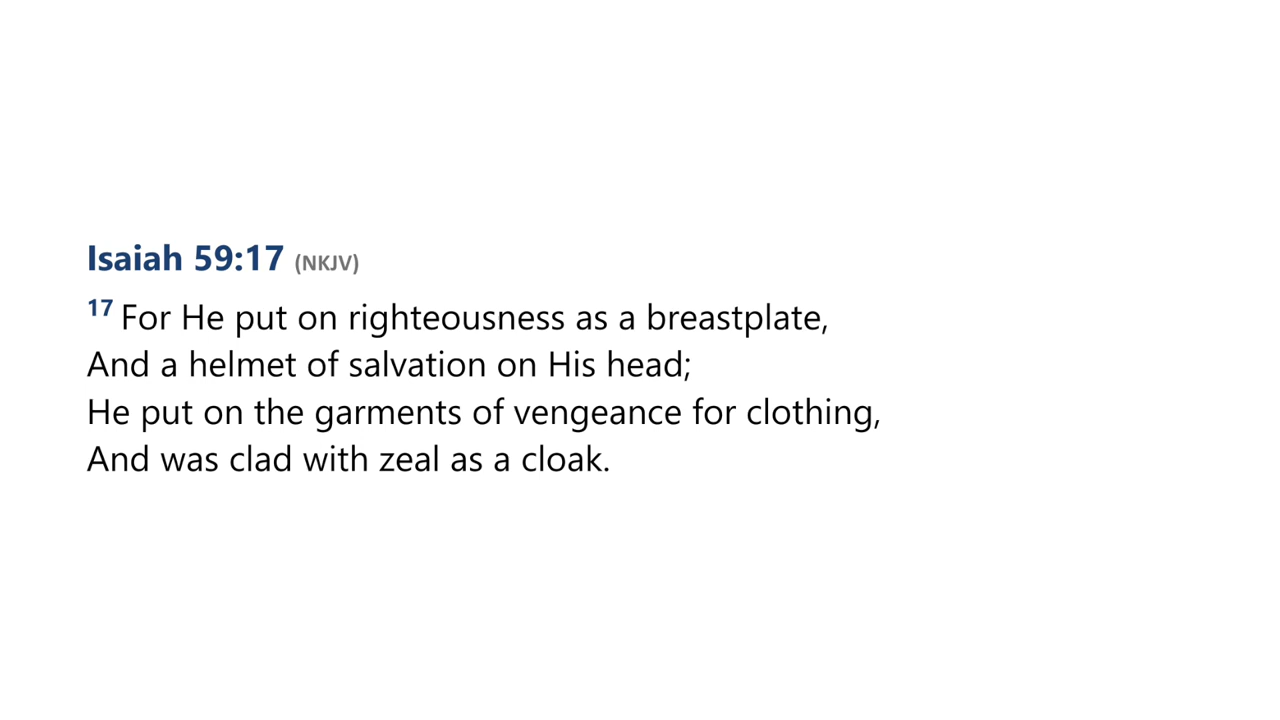 Isaiah 59:17 (NKJV)
17 For He put on righteousness as a breastplate,
And a helmet of salvation on His head;
He put on the garments of vengeance for clothing,
And was clad with zeal as a cloak.